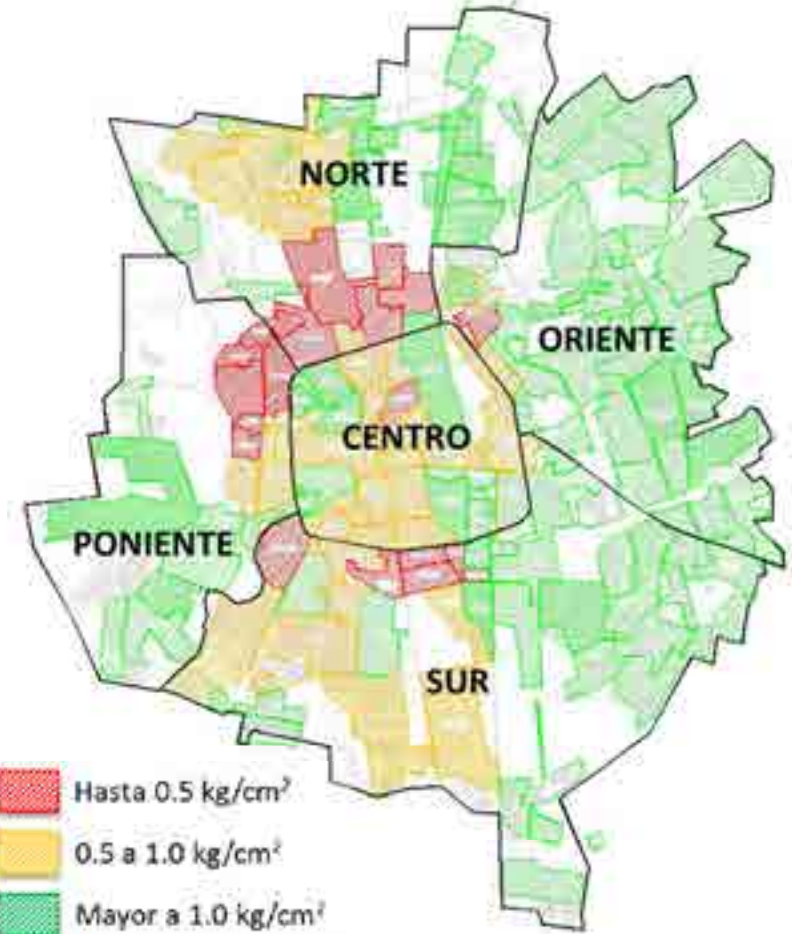 NORTE
ORIENTE
CENTRO
PONIENTE
SUR
Hasta 0.5 kg/cm²
0.5 a 1.0 kg/cm²
Mayor a 1.0 kg/cm²